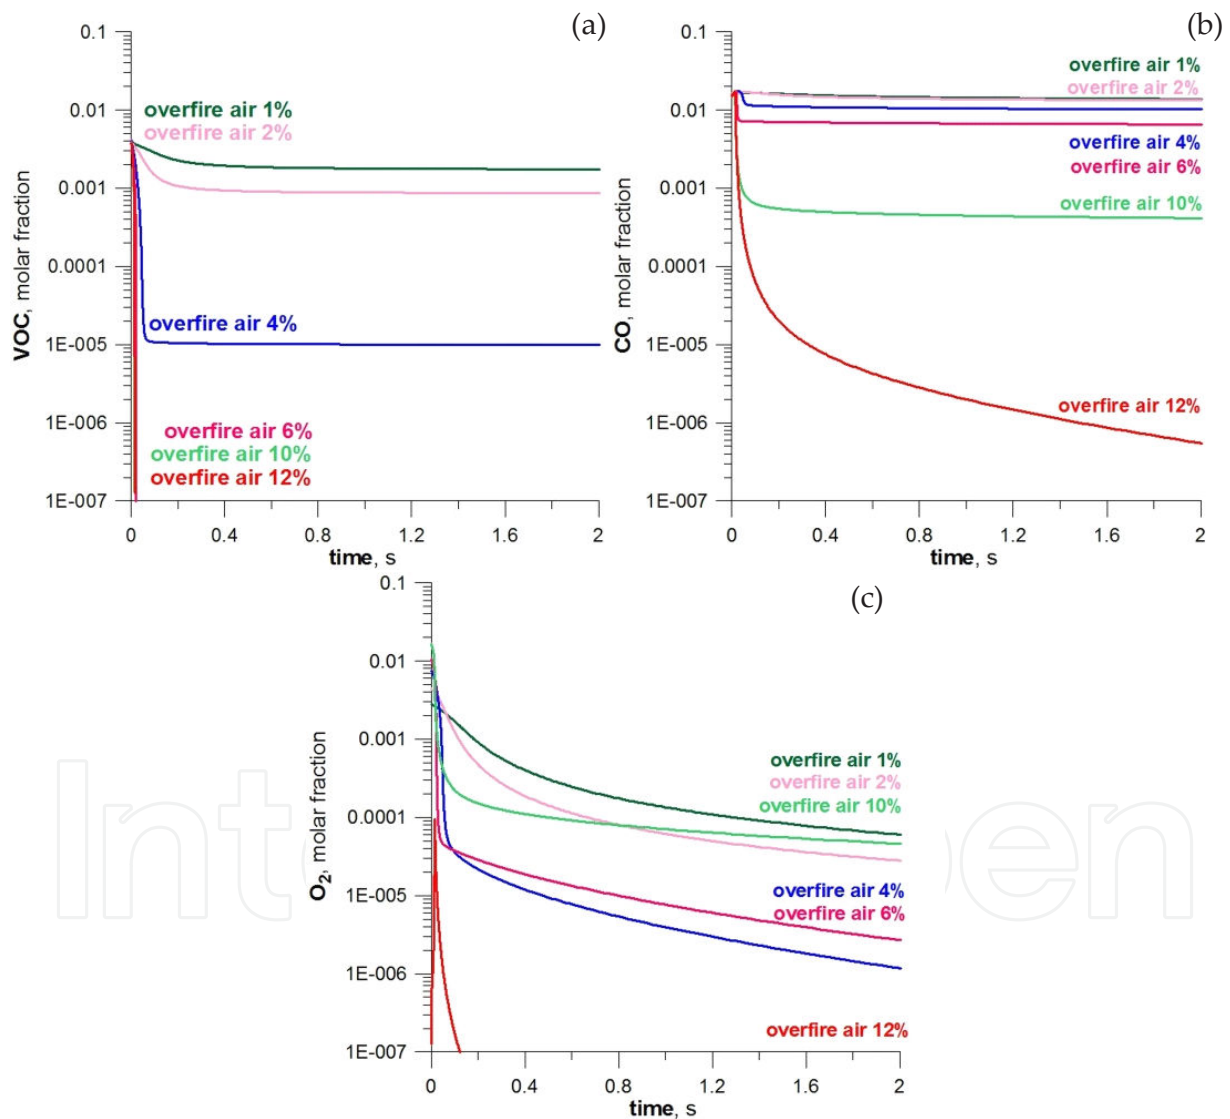 (a)
0.1
0.01
0.001
0.0001
1E-005
1E-006
1E-007
VOC, molar fraction
overfire air 1%
overfire air 2%
overfire air 4%
overfire air 6%
overfire air 10%
overfire air 12%
0 0.4 0.8 1.2 1.6 2
time, s
(b)
0.1
0.01
0.001
0.0001
1E-005
1E-006
1E-007
CO, molar fraction
overfire air 1%
overfire air 2%
overfire air 4%
overfire air 6%
overfire air 10%
overfire air 12%
0 0.4 0.8 1.2 1.6 2
time, s
(c)
0.1
0.01
0.001
0.0001
1E-005
1E-006
1E-007
O2, molar fraction
overfire air 1%
overfire air 2%
overfire air 10%
overfire air 4%
overfire air 6%
overfire air 12%
0 0.4 0.8 1.2 1.6 2
time, s